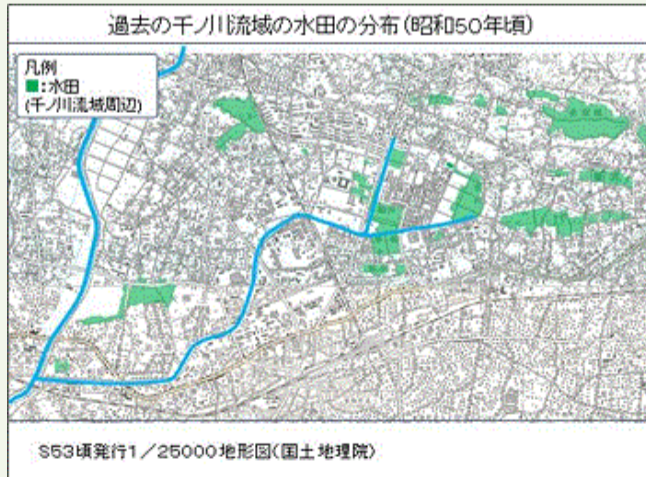 過去の千ノ川流域の水田の分布(昭和50年頃)
凡例
■:水田
(千ノ川流域周辺)
S53頃発行1/25000地形図(国土地理院)